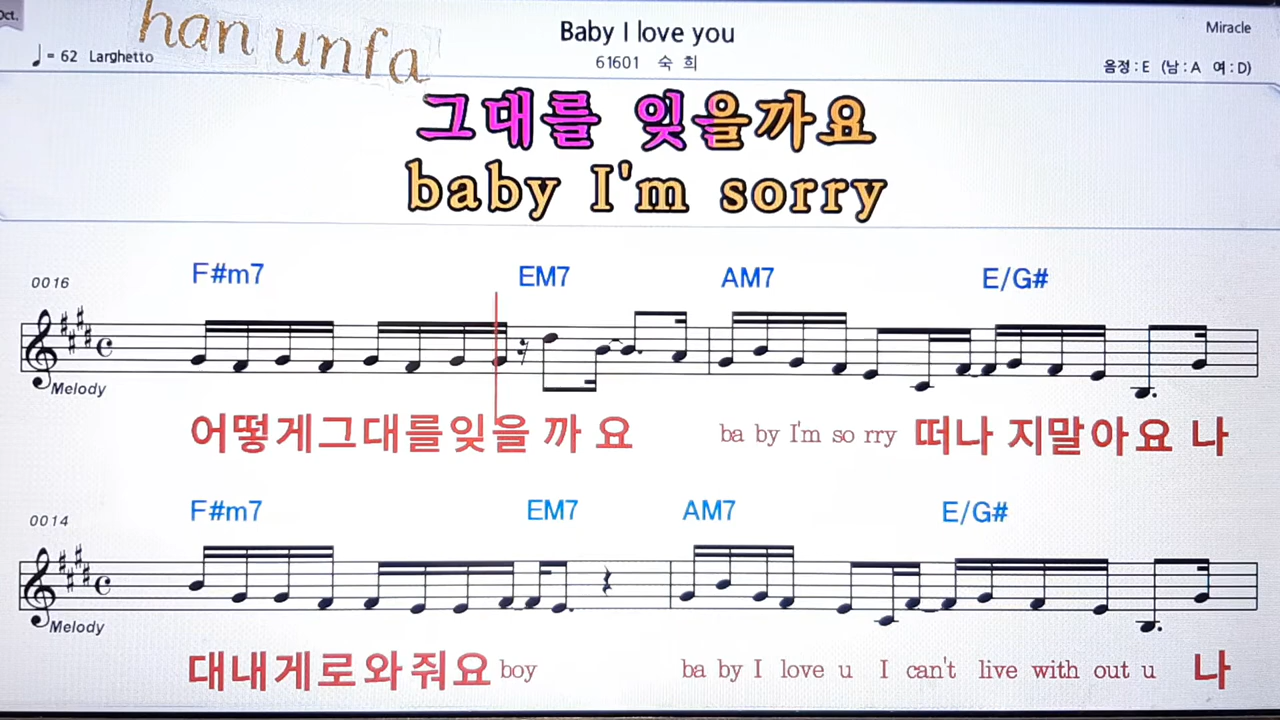 Oct.
han unfa
Baby I love you
Miracle
♩ = 62 Larghetto
61601 숙 희
음정 : E (남 : A 여 : D)
그대를 잊을까요
baby I'm sorry
0016
F#m7 EM7 AM7 E/G#
Melody
어떻게그대를잊을 까 요 ba by I'm so rry 떠나 지말아요 나
0014
F#m7 EM7 AM7 E/G#
Melody
대내게로와줘요 boy ba by I love u I can't live with out u 나